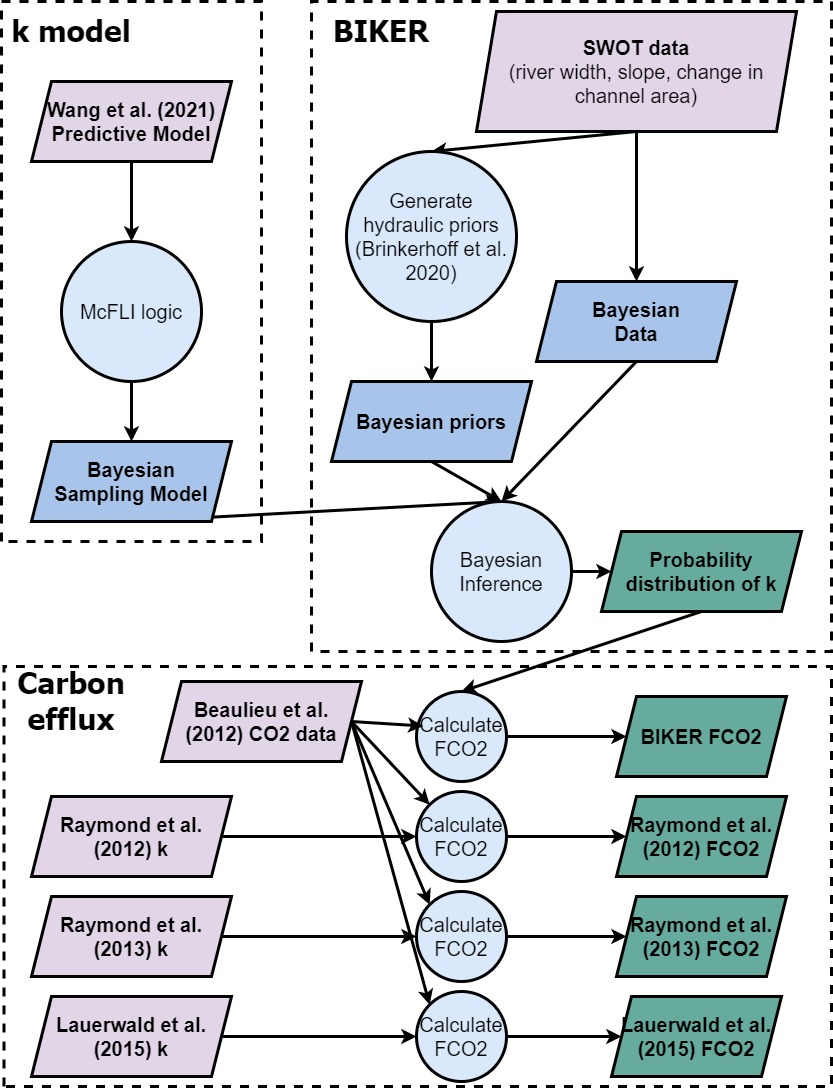 k model
Wang et al. (2021)
Predictive Model
McFLI logic
Bayesian
Sampling Model
BIKER
SWOT data
(river width, slope, change in
channel area)
Generate
hydraulic priors
(Brinkerhoff et al.
2020)
Bayesian
Data
Bayesian priors
Bayesian
Inference
Probability
distribution of k
Carbon
efflux
Beaulieu et al.
(2012) CO2 data
Calculate
FCO2
BIKER FCO2
Raymond et al.
(2012) k
Calculate
FCO2
Raymond et al.
(2012) FCO2
Raymond et al.
(2013) k
Calculate
FCO2
Raymond et al.
(2013) FCO2
Lauerwald et al.
(2015) k
Calculate
FCO2
Lauerwald et al.
(2015) FCO2